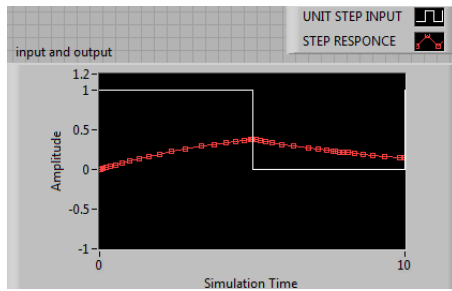 UNIT STEP INPUT
STEP RESPONCE
input and output
1.2
1
0.5
0
-0.5
-1
Amplitude
0
10
Simulation Time